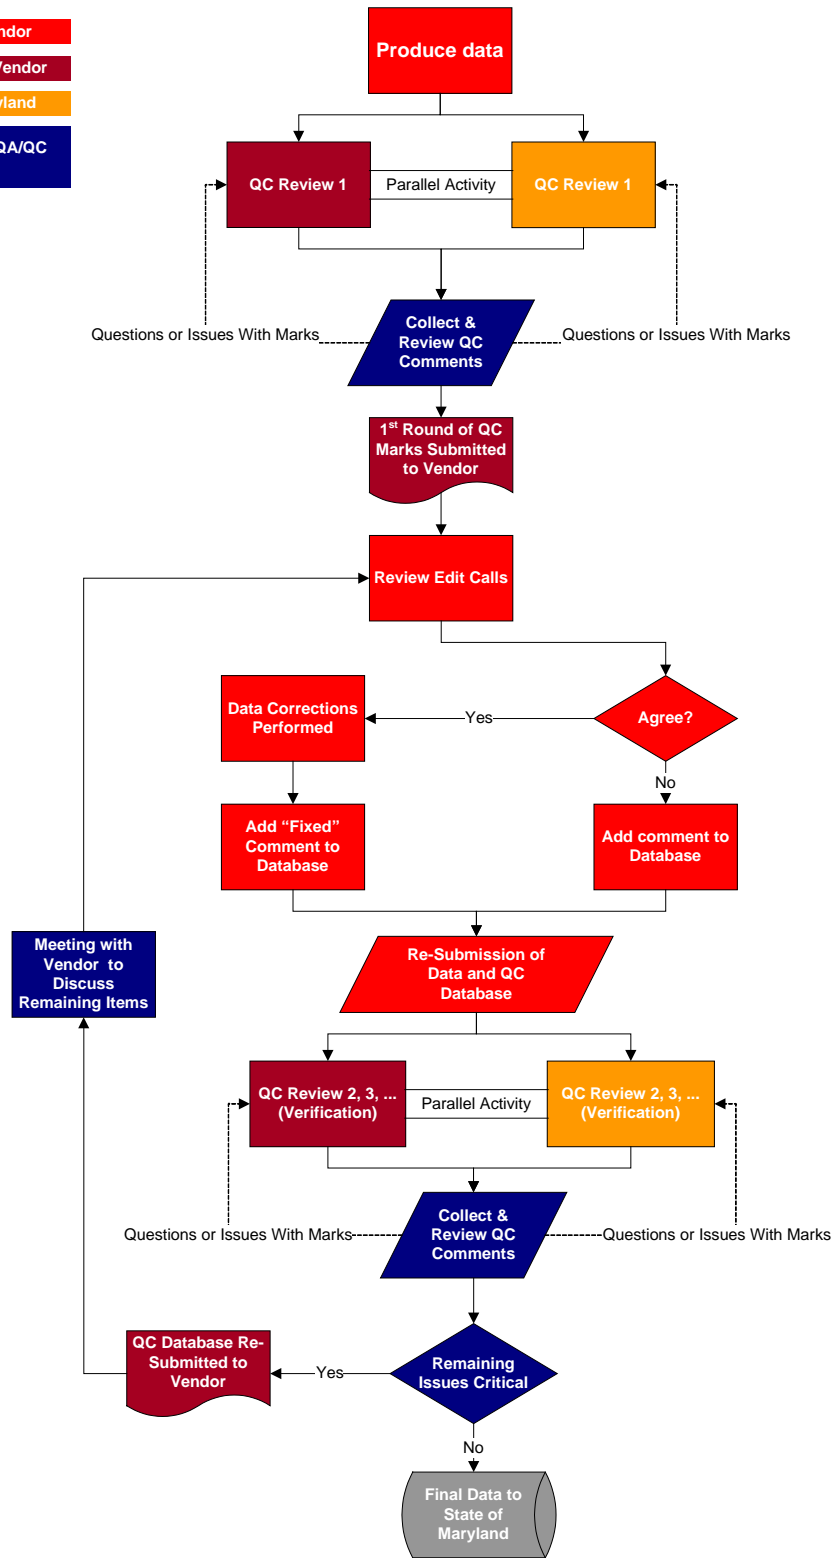 ndor
Vendor
yland
QA/QC
Produce data
QC Review 1
Parallel Activity
QC Review 1
Questions or Issues With Marks
Collect &
Review QC
Comments
Questions or Issues With Marks
1st Round of QC
Marks Submitted
to Vendor
Review Edit Calls
Data Corrections
Performed
Yes
Agree?
No
Add “Fixed”
Comment to
Database
Add comment to
Database
Meeting with
Vendor to
Discuss
Remaining Items
Re-Submission of
Data and QC
Database
QC Review 2, 3, ...
(Verification)
Parallel Activity
QC Review 2, 3, ...
(Verification)
Questions or Issues With Marks
Collect &
Review QC
Comments
Questions or Issues With Marks
QC Database Re-
Submitted to
Vendor
Yes
Remaining
Issues Critical
No
Final Data to
State of
Maryland